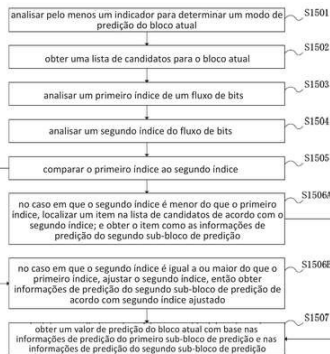 analisar pelo menos um indicador para determinar um modo de
predição do bloco atual
S1501
obter uma lista de candidatos para o bloco atual
S1502
analisar um primeiro índice de um fluxo de bits
S1503
analisar um segundo índice do fluxo de bits
S1504
comparar o primeiro índice ao segundo índice
S1505
no caso em que o segundo índice é menor do que o primeiro
índice, localizar um item na lista de candidatos de acordo com o
segundo índice; e obter o item como as informações de
predição do segundo sub-bloco de predição
S1506A
no caso em que o segundo índice é igual a ou maior do que o
primeiro índice, ajustar o segundo índice, então obter
informações de predição do segundo sub-bloco de predição de
acordo com segundo índice ajustado
S1506B
obter um valor de predição do bloco atual com base nas
informações de predição do primeiro sub-bloco de predição e nas
informações de predição do segundo sub-bloco de predição
S1507